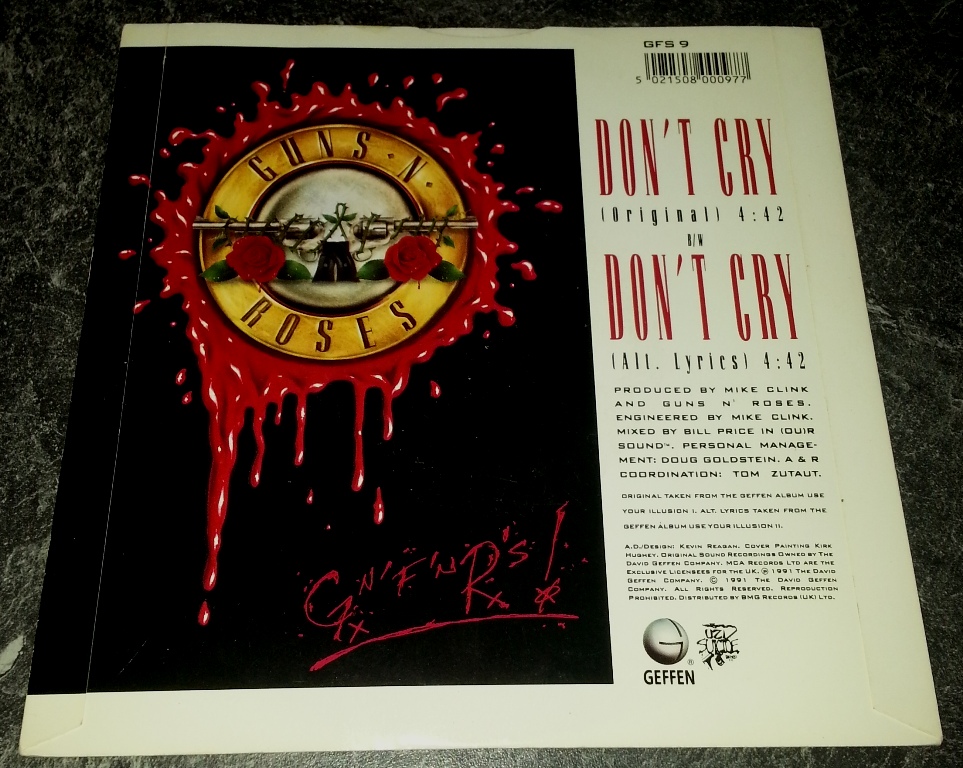 GFS 9
5 021508 000977
GUNS · N ·
ROSES
DON'T CRY
(Original) 4:42
B/W
DON'T CRY
(Alt. Lyrics) 4:42
PRODUCED BY MIKE CLINK
AND GUNS N' ROSES.
ENGINEERED BY MIKE CLINK.
MIXED BY BILL PRICE IN (OU)R
SOUND™. PERSONAL MANAGE-
MENT: DOUG GOLDSTEIN. A & R
COORDINATION: TOM ZUTAUT.
ORIGINAL TAKEN FROM THE GEFFEN ALBUM USE
YOUR ILLUSION I. ALT. LYRICS TAKEN FROM THE
GEFFEN ALBUM USE YOUR ILLUSION II.
A.D./DESIGN: KEVIN REAGAN. COVER PAINTING KIRK
HUGHEY. ORIGINAL SOUND RECORDINGS OWNED BY THE
DAVID GEFFEN COMPANY. MCA RECORDS LTD ARE THE
EXCLUSIVE LICENSEES FOR THE UK. ℗ 1991 THE DAVID
GEFFEN COMPANY. © 1991 THE DAVID GEFFEN
COMPANY. ALL RIGHTS RESERVED. REPRODUCTION
PROHIBITED. DISTRIBUTED BY BMG RECORDS (UK) LTD.
G N' F' N R'S!
GEFFEN ®
UZI
SUICIDE